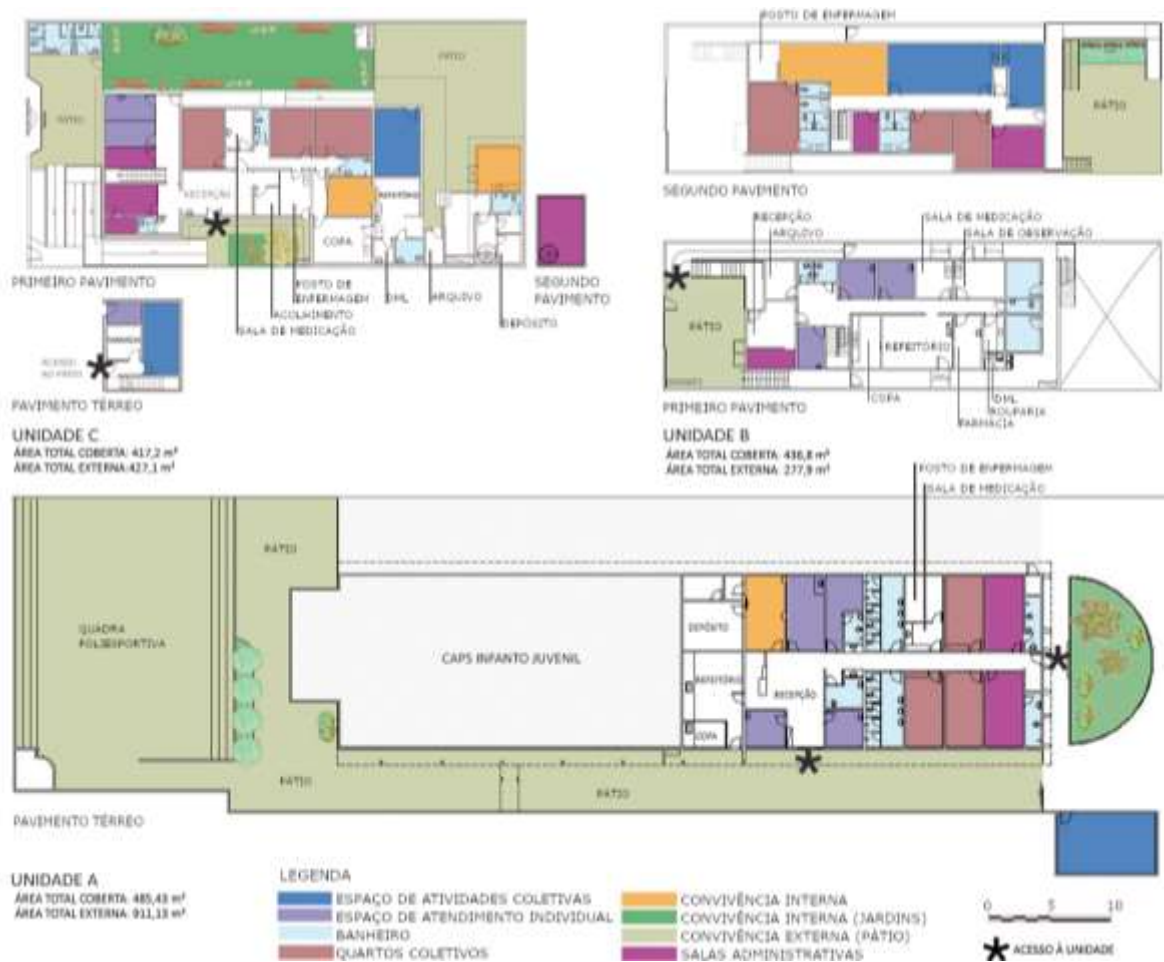 PÁTIO
PÁTIO
RECEPÇÃO
REFEITÓRIO
COPA
PRIMEIRO PAVIMENTO
POSTO DE
ENFERMAGEM
ACOLHIMENTO
SALA DE MEDICAÇÃO
DML
ARQUIVO
DEPÓSITO
SEGUNDO
PAVIMENTO
ACESSO
AO PÁTIO
PAVIMENTO TÉRREO
UNIDADE C
ÁREA TOTAL COBERTA: 417,2 m²
ÁREA TOTAL EXTERNA:427,1 m²
POSTO DE ENFERMAGEM
PÁTIO
SEGUNDO PAVIMENTO
RECEPÇÃO
ARQUIVO
SALA DE MEDICAÇÃO
SALA DE OBSERVAÇÃO
PÁTIO
REFEITÓRIO
PRIMEIRO PAVIMENTO
COPA
DML
ROUPARIA
FARMÁCIA
UNIDADE B
ÁREA TOTAL COBERTA: 436,8 m²
ÁREA TOTAL EXTERNA: 277,9 m²
POSTO DE ENFERMAGEM
SALA DE MEDICAÇÃO
PÁTIO
QUADRA
POLIESPORTIVA
CAPS INFANTO JUVENIL
DEPÓSITO
REFEITÓRIO
RECEPÇÃO
COPA
PÁTIO
PÁTIO
PAVIMENTO TÉRREO
UNIDADE A
ÁREA TOTAL COBERTA: 485,43 m²
ÁREA TOTAL EXTERNA: 911,13 m²
LEGENDA
ESPAÇO DE ATIVIDADES COLETIVAS
ESPAÇO DE ATENDIMENTO INDIVIDUAL
BANHEIRO
QUARTOS COLETIVOS
CONVIVÊNCIA INTERNA
CONVIVÊNCIA INTERNA (JARDINS)
CONVIVÊNCIA EXTERNA (PÁTIO)
SALAS ADMINISTRATIVAS
0 5 10
ACESSO À UNIDADE